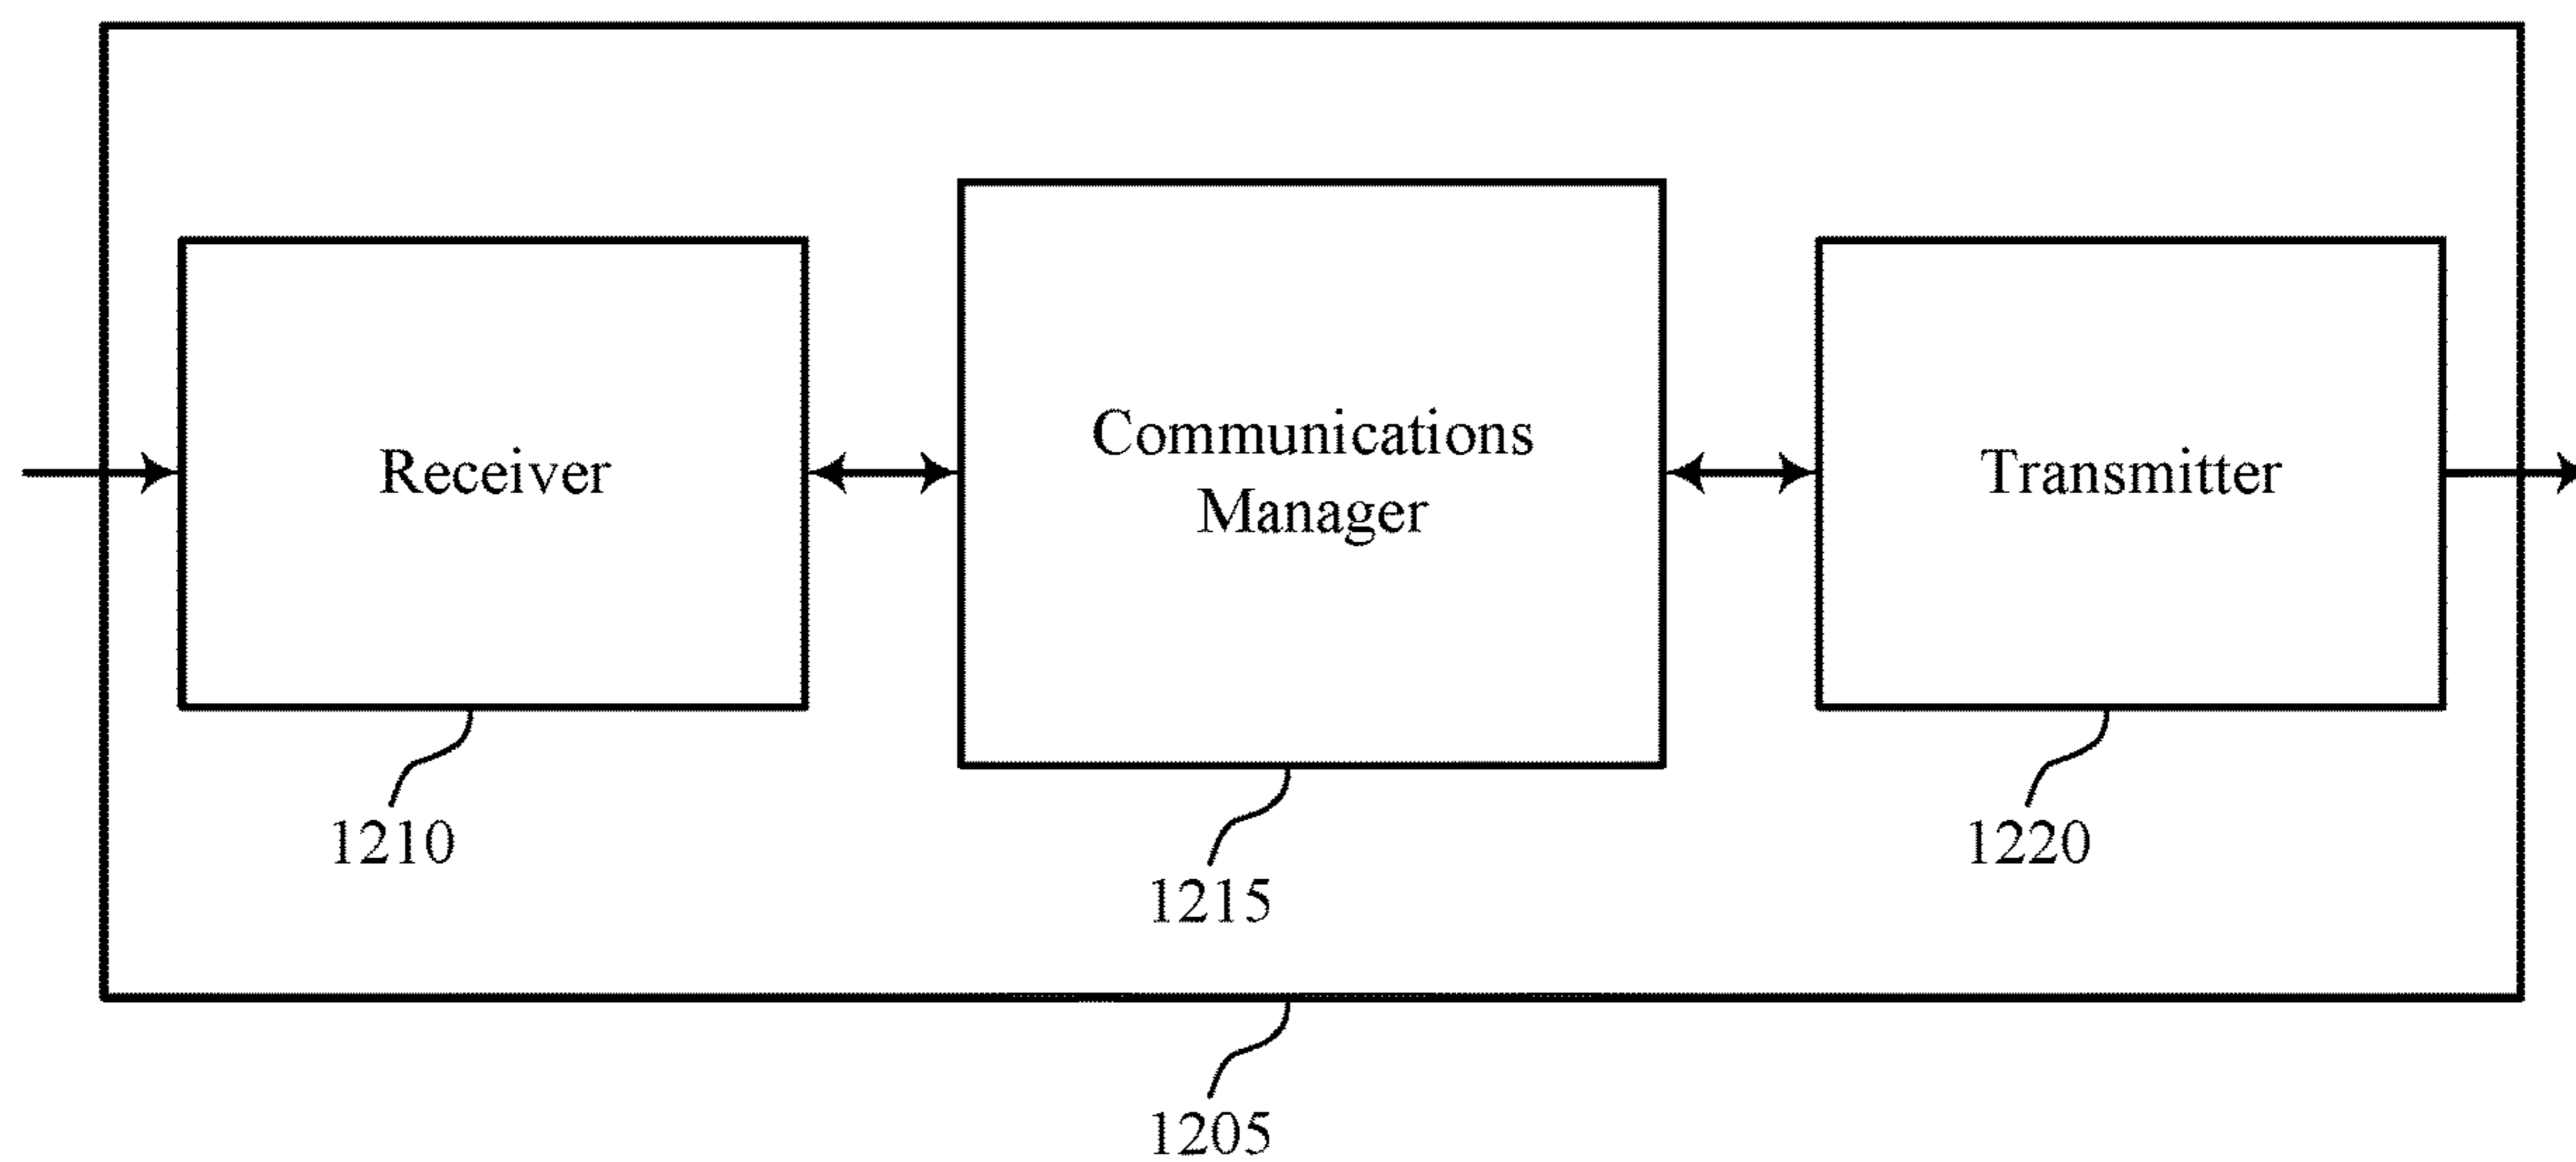 Receiver
Communications
Manager
Transmitter
1210
1215
1220
1205